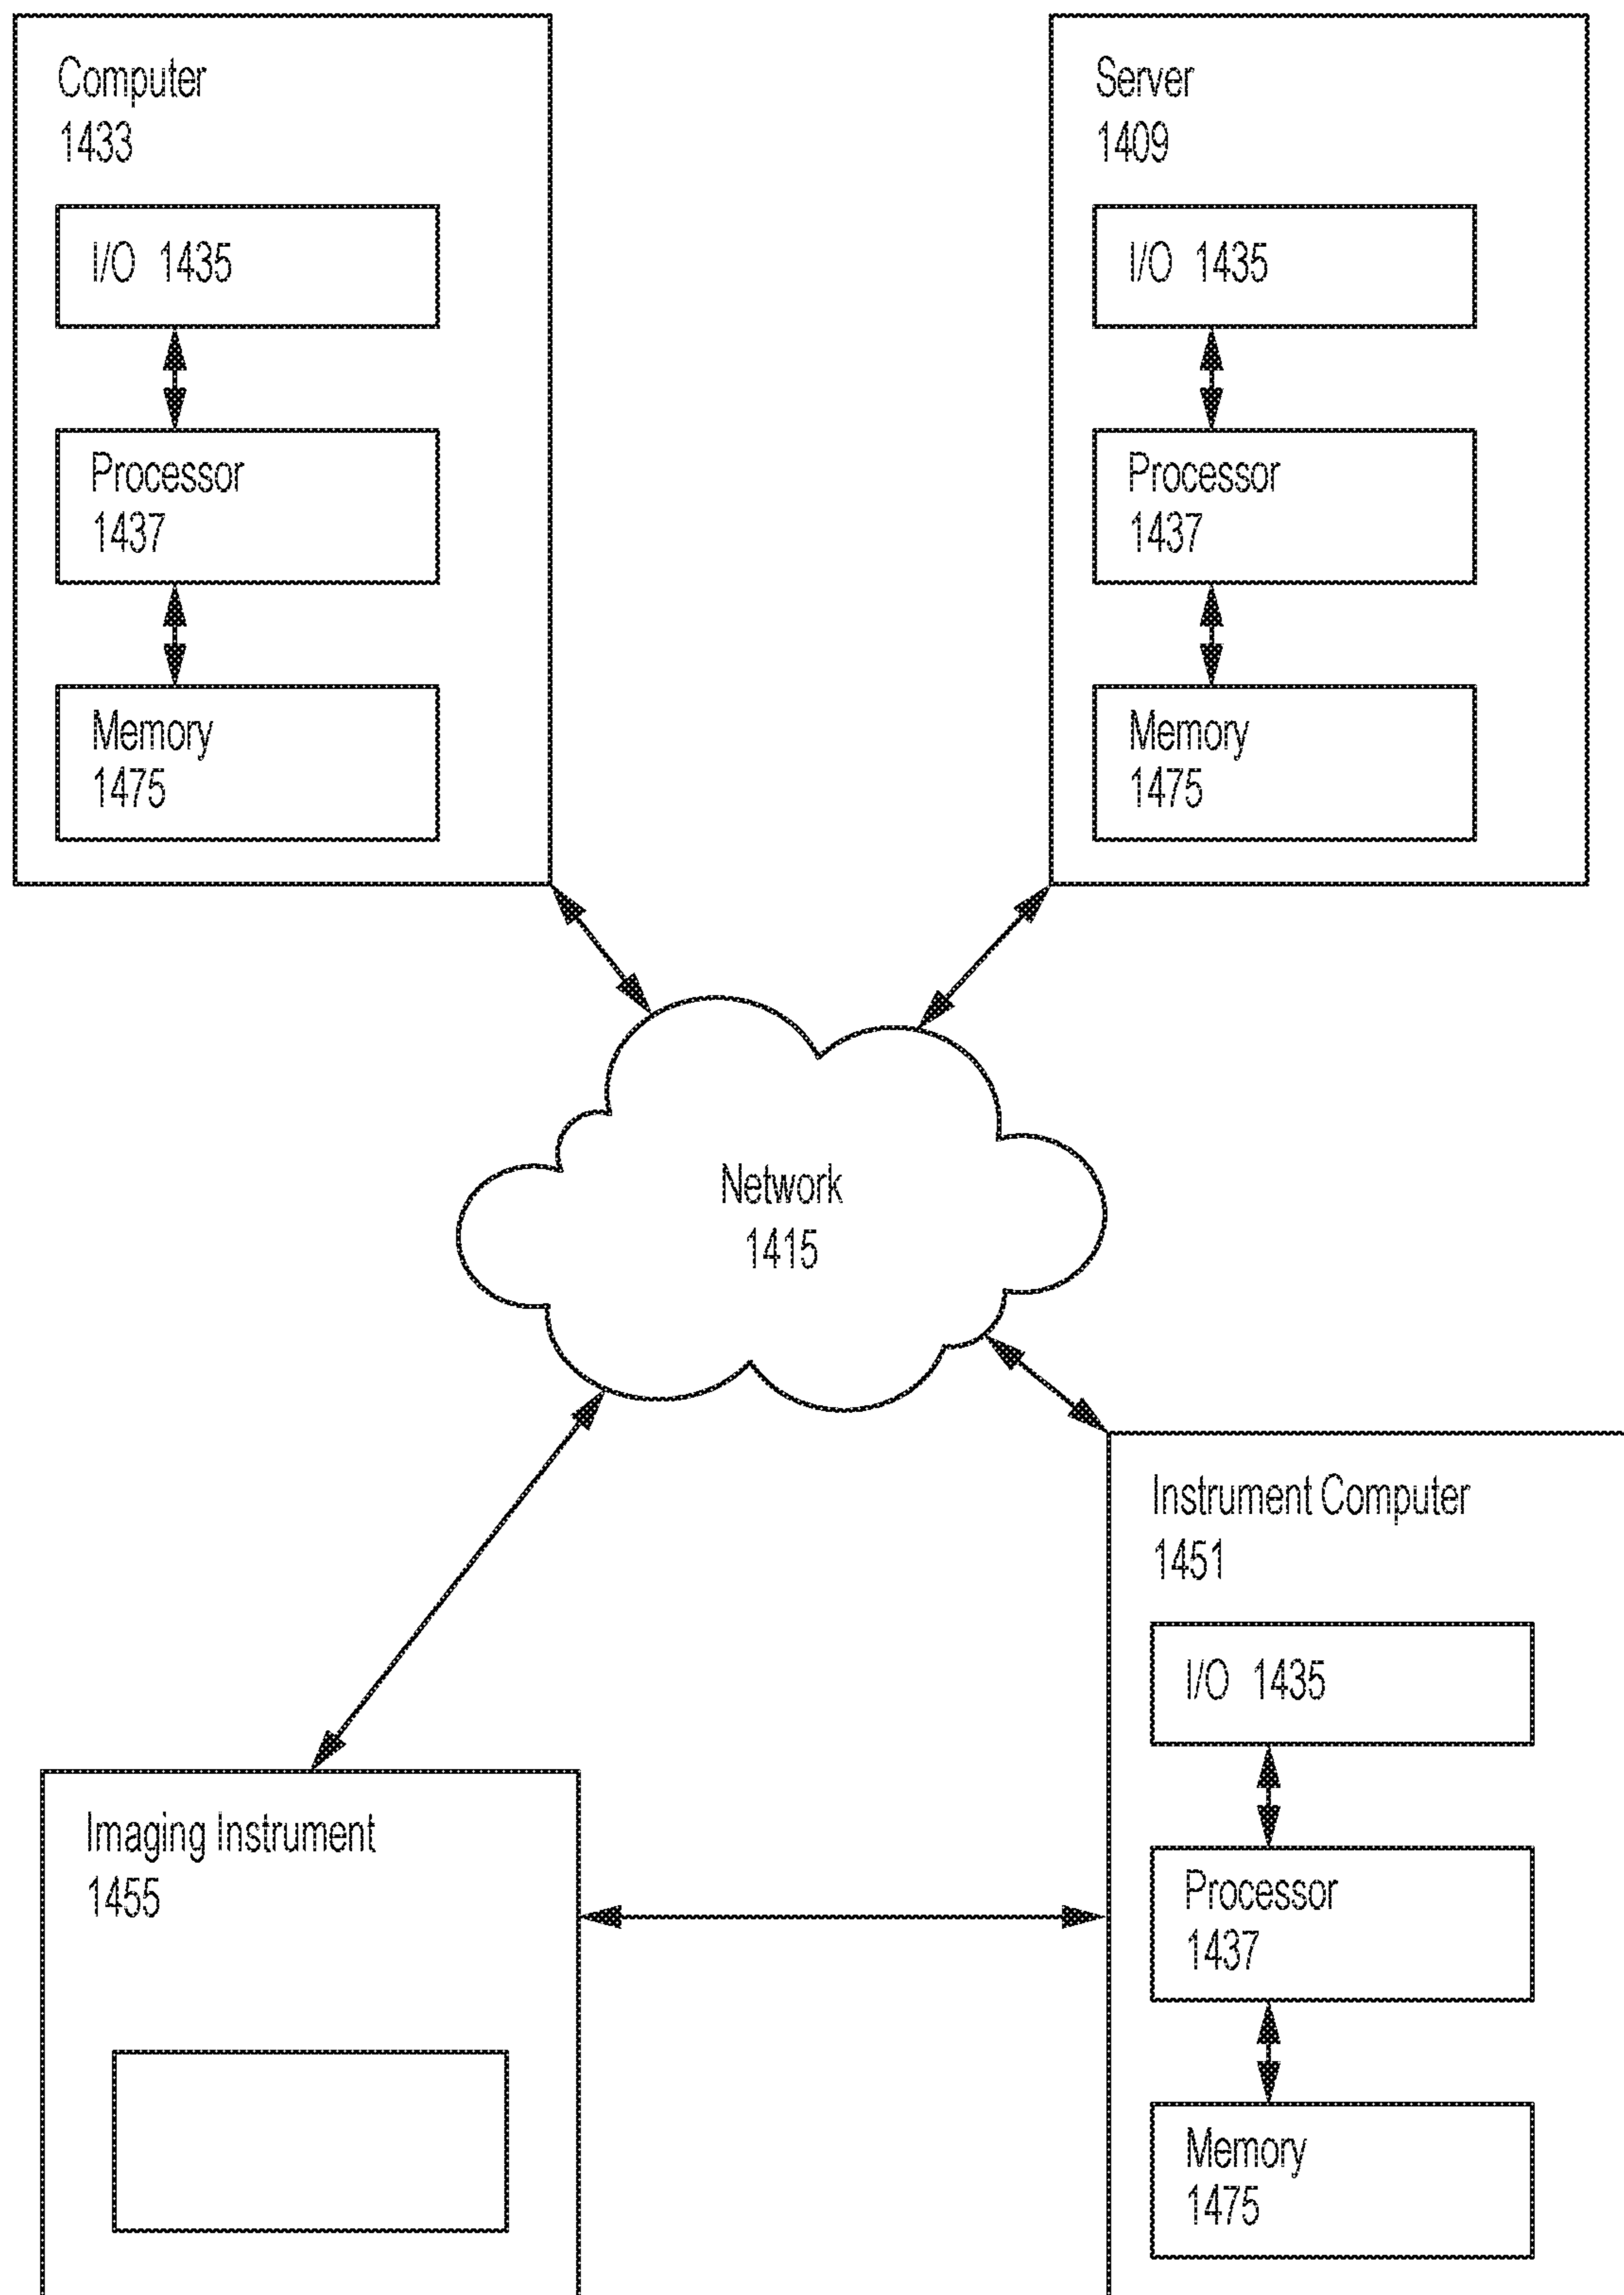 Computer
1433
I/O 1435
Processor
1437
Memory
1475
Server
1409
I/O 1435
Processor
1437
Memory
1475
Network
1415
Imaging Instrument
1455
Instrument Computer
1451
I/O 1435
Processor
1437
Memory
1475